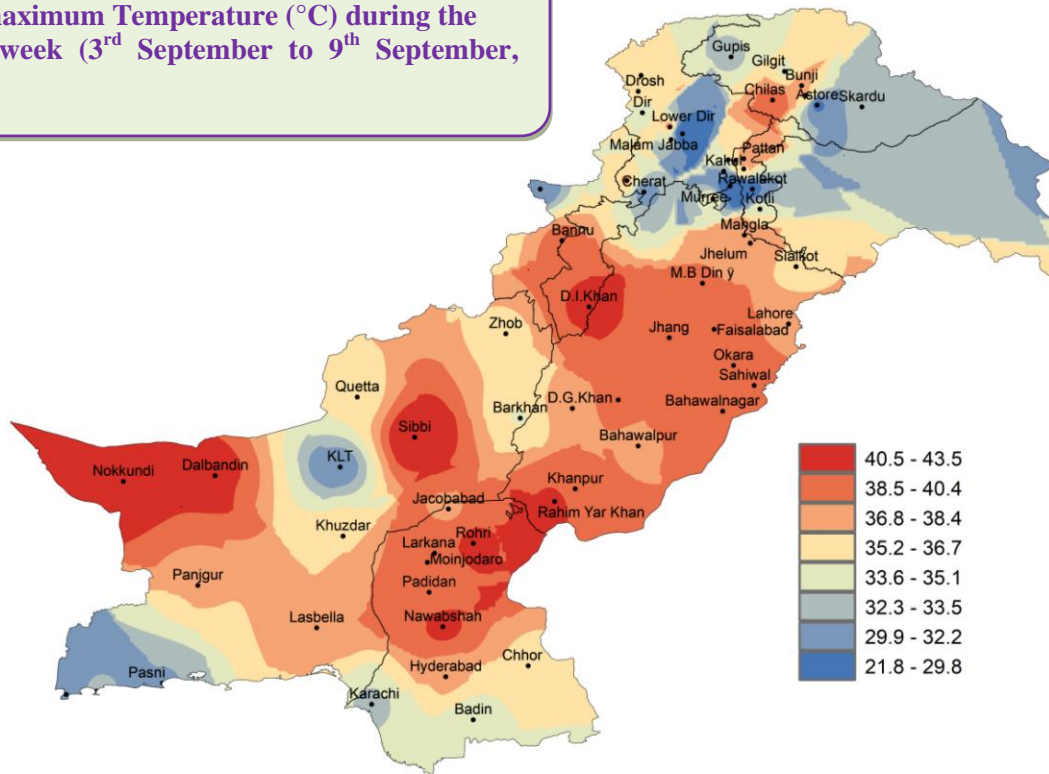 maximum Temperature (°C) during the
week (3rd September to 9th September,
Gupis
Gilgit
Bunji
Drosh
Chilas
Astore
Skardu
Dir
Lower Dir
Malam Jabba
Pattan
Kakul
Cherat
Rawalakot
Murree
Kotli
Mangla
Bannu
Jhelum
Sialkot
M.B Din ÿ
D.I.Khan
Lahore
Zhob
Jhang
Faisalabad
Okara
Sahiwal
Quetta
Barkhan
D.G.Khan
Bahawalnagar
Sibbi
Bahawalpur
KLT
Nokkundi
Dalbandin
Khanpur
Jacobabad
Rahim Yar Khan
Khuzdar
Rohri
Larkana
Moinjodaro
Panjgur
Padidan
Lasbella
Nawabshah
Chhor
Hyderabad
Pasni
Karachi
Badin
40.5 - 43.5
38.5 - 40.4
36.8 - 38.4
35.2 - 36.7
33.6 - 35.1
32.3 - 33.5
29.9 - 32.2
21.8 - 29.8